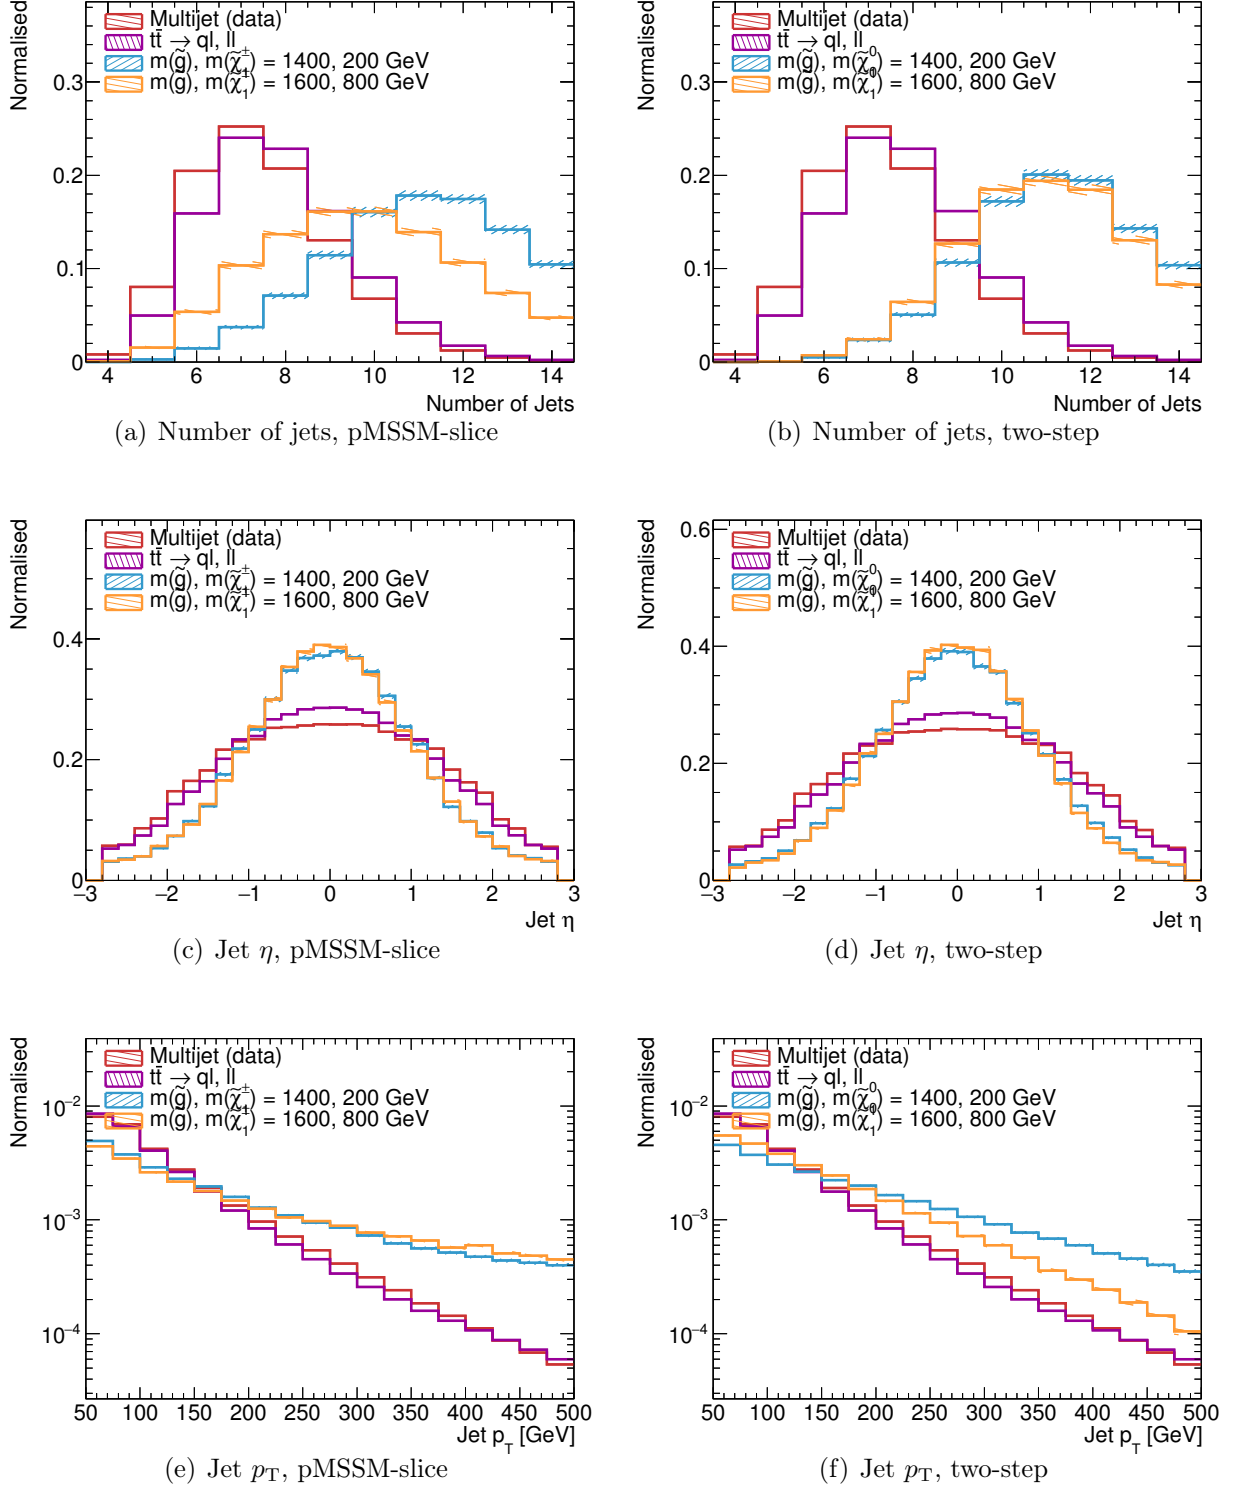 Normalised
Multijet (data)
tt̄ → ql, ll
m(g̃), m(χ̃₁±) = 1400, 200 GeV
m(g̃), m(χ̃₁±) = 1600, 800 GeV
0.3
0.2
0.1
0
4 6 8 10 12 14
Number of Jets
(a) Number of jets, pMSSM-slice
Normalised
Multijet (data)
tt̄ → ql, ll
m(g̃), m(χ̃₁⁰) = 1400, 200 GeV
m(g̃), m(χ̃₁⁰) = 1600, 800 GeV
0.3
0.2
0.1
0
4 6 8 10 12 14
Number of Jets
(b) Number of jets, two-step
Normalised
Multijet (data)
tt̄ → ql, ll
m(g̃), m(χ̃₁±) = 1400, 200 GeV
m(g̃), m(χ̃₁±) = 1600, 800 GeV
0.4
0.2
0
−3 −2 −1 0 1 2 3
Jet η
(c) Jet η, pMSSM-slice
Normalised
0.6
Multijet (data)
tt̄ → ql, ll
m(g̃), m(χ̃₁⁰) = 1400, 200 GeV
m(g̃), m(χ̃₁⁰) = 1600, 800 GeV
0.4
0.2
0
−3 −2 −1 0 1 2 3
Jet η
(d) Jet η, two-step
Normalised
Multijet (data)
tt̄ → ql, ll
m(g̃), m(χ̃₁±) = 1400, 200 GeV
m(g̃), m(χ̃₁±) = 1600, 800 GeV
10⁻²
10⁻³
10⁻⁴
50 100 150 200 250 300 350 400 450 500
Jet p_T [GeV]
(e) Jet p_T, pMSSM-slice
Normalised
Multijet (data)
tt̄ → ql, ll
m(g̃), m(χ̃₁⁰) = 1400, 200 GeV
m(g̃), m(χ̃₁⁰) = 1600, 800 GeV
10⁻²
10⁻³
10⁻⁴
50 100 150 200 250 300 350 400 450 500
Jet p_T [GeV]
(f) Jet p_T, two-step